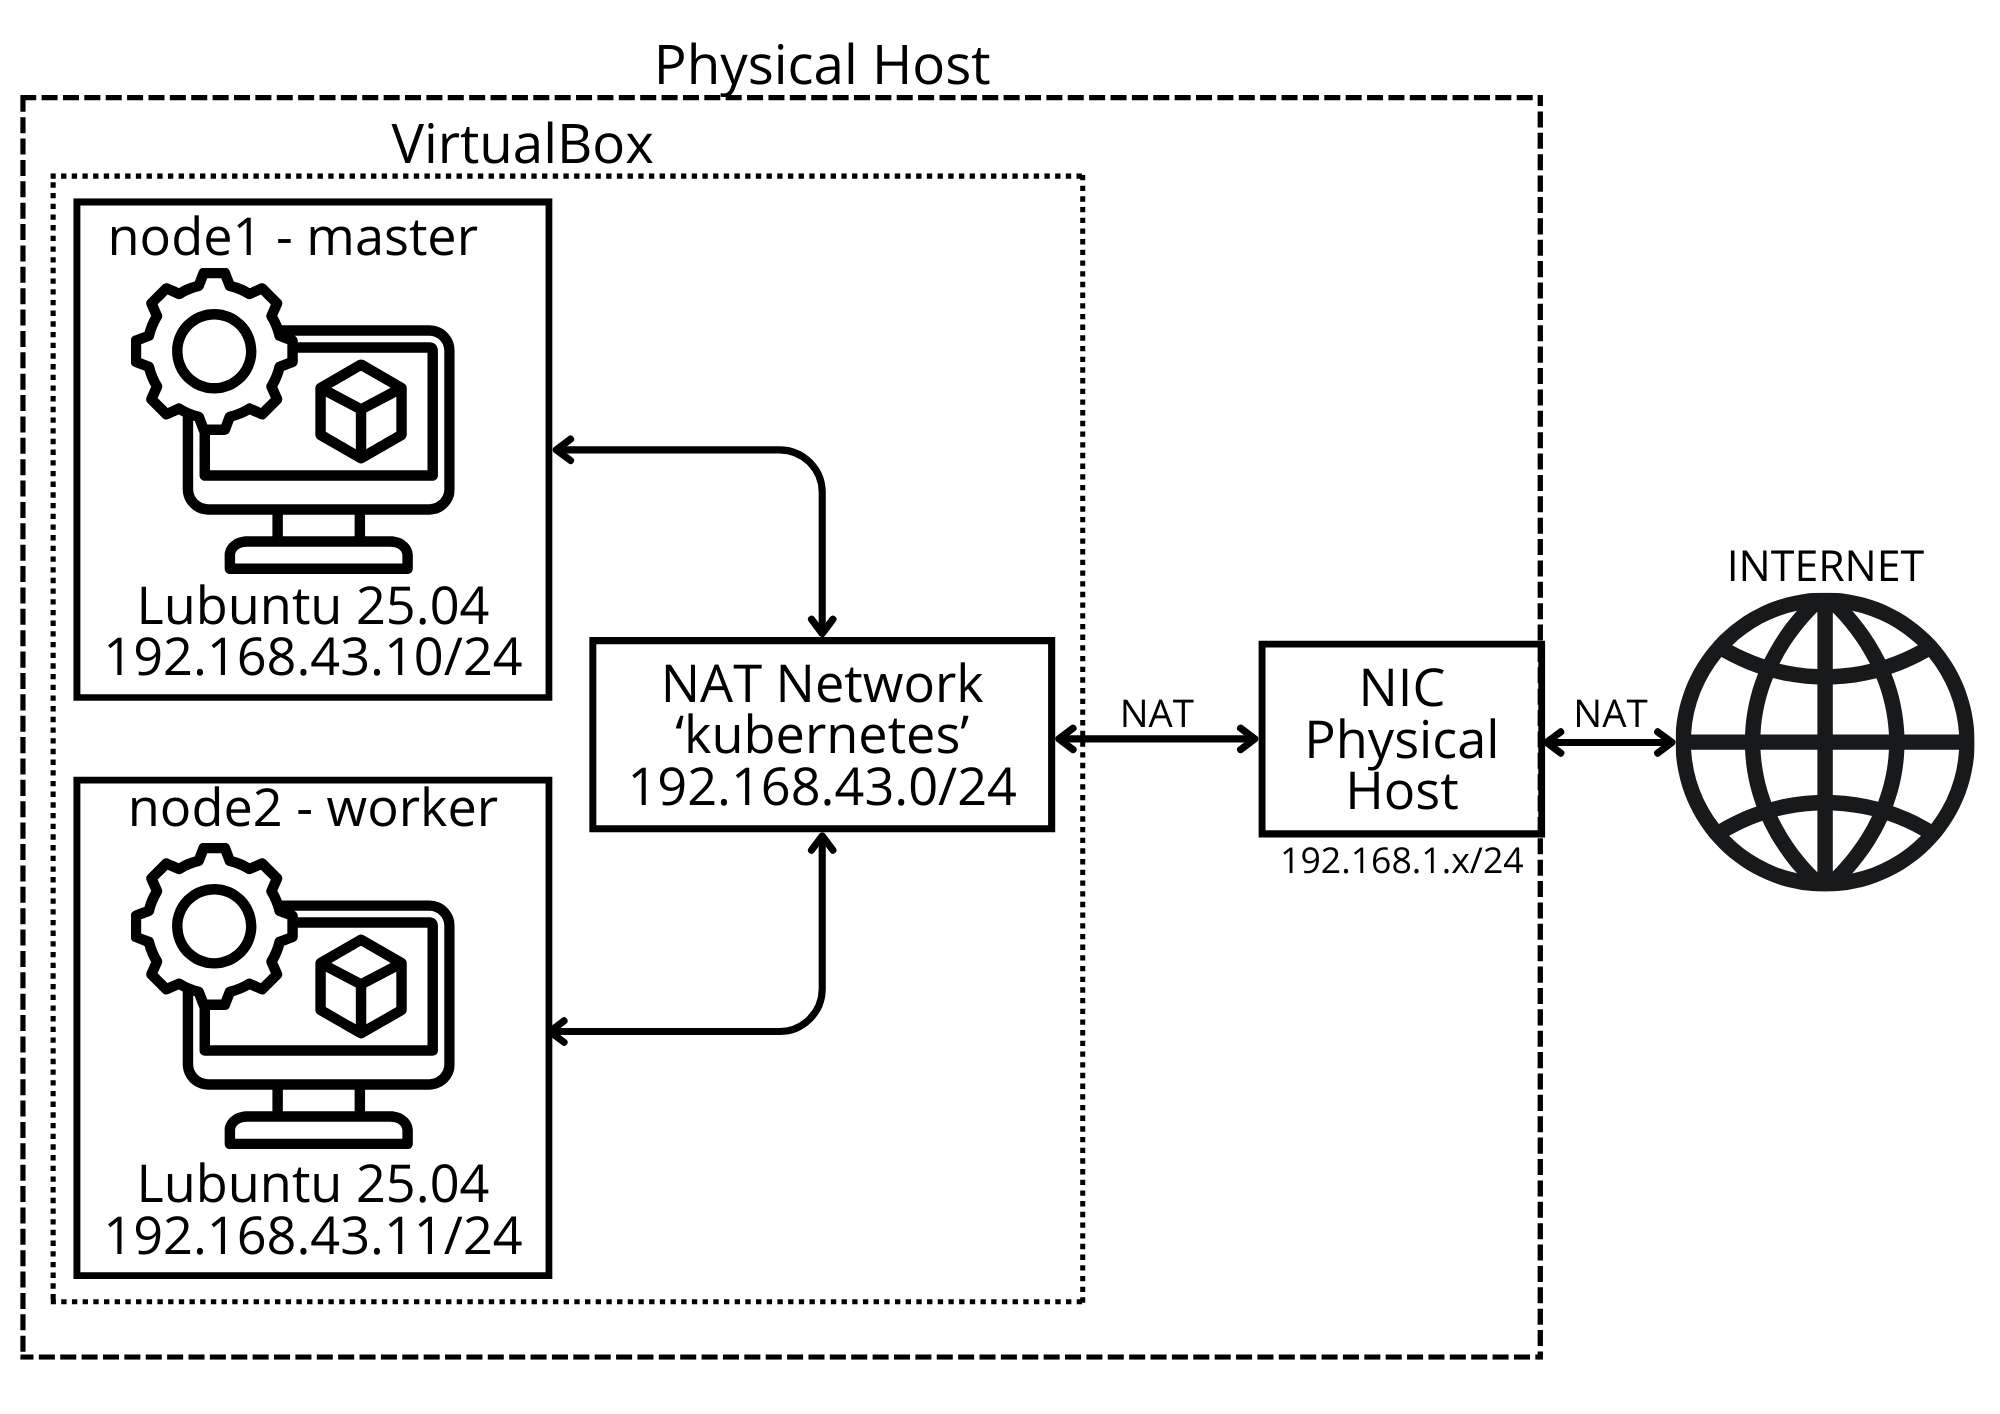 Physical Host
VirtualBox
node1 - master
Lubuntu 25.04
192.168.43.10/24
node2 - worker
Lubuntu 25.04
192.168.43.11/24
NAT Network
‘kubernetes’
192.168.43.0/24
NAT
NIC
Physical
Host
192.168.1.x/24
NAT
INTERNET